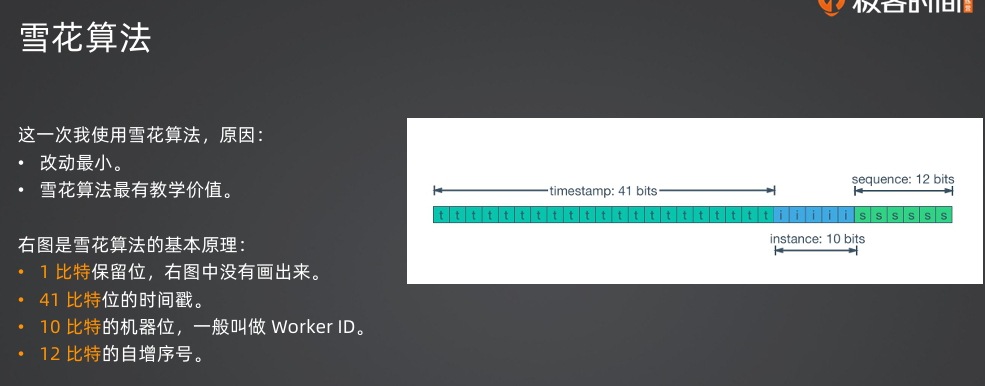 极客时间
雪花算法
这一次我使用雪花算法，原因：
• 改动最小。
• 雪花算法最有教学价值。
右图是雪花算法的基本原理：
• 1 比特保留位，右图中没有画出来。
• 41 比特位的时间戳。
• 10 比特的机器位，一般叫做 Worker ID。
• 12 比特的自增序号。
sequence: 12 bits
timestamp: 41 bits
t t t t t t t t t t t t t t t t t t t t t i i i i i s s s s s s
instance: 10 bits